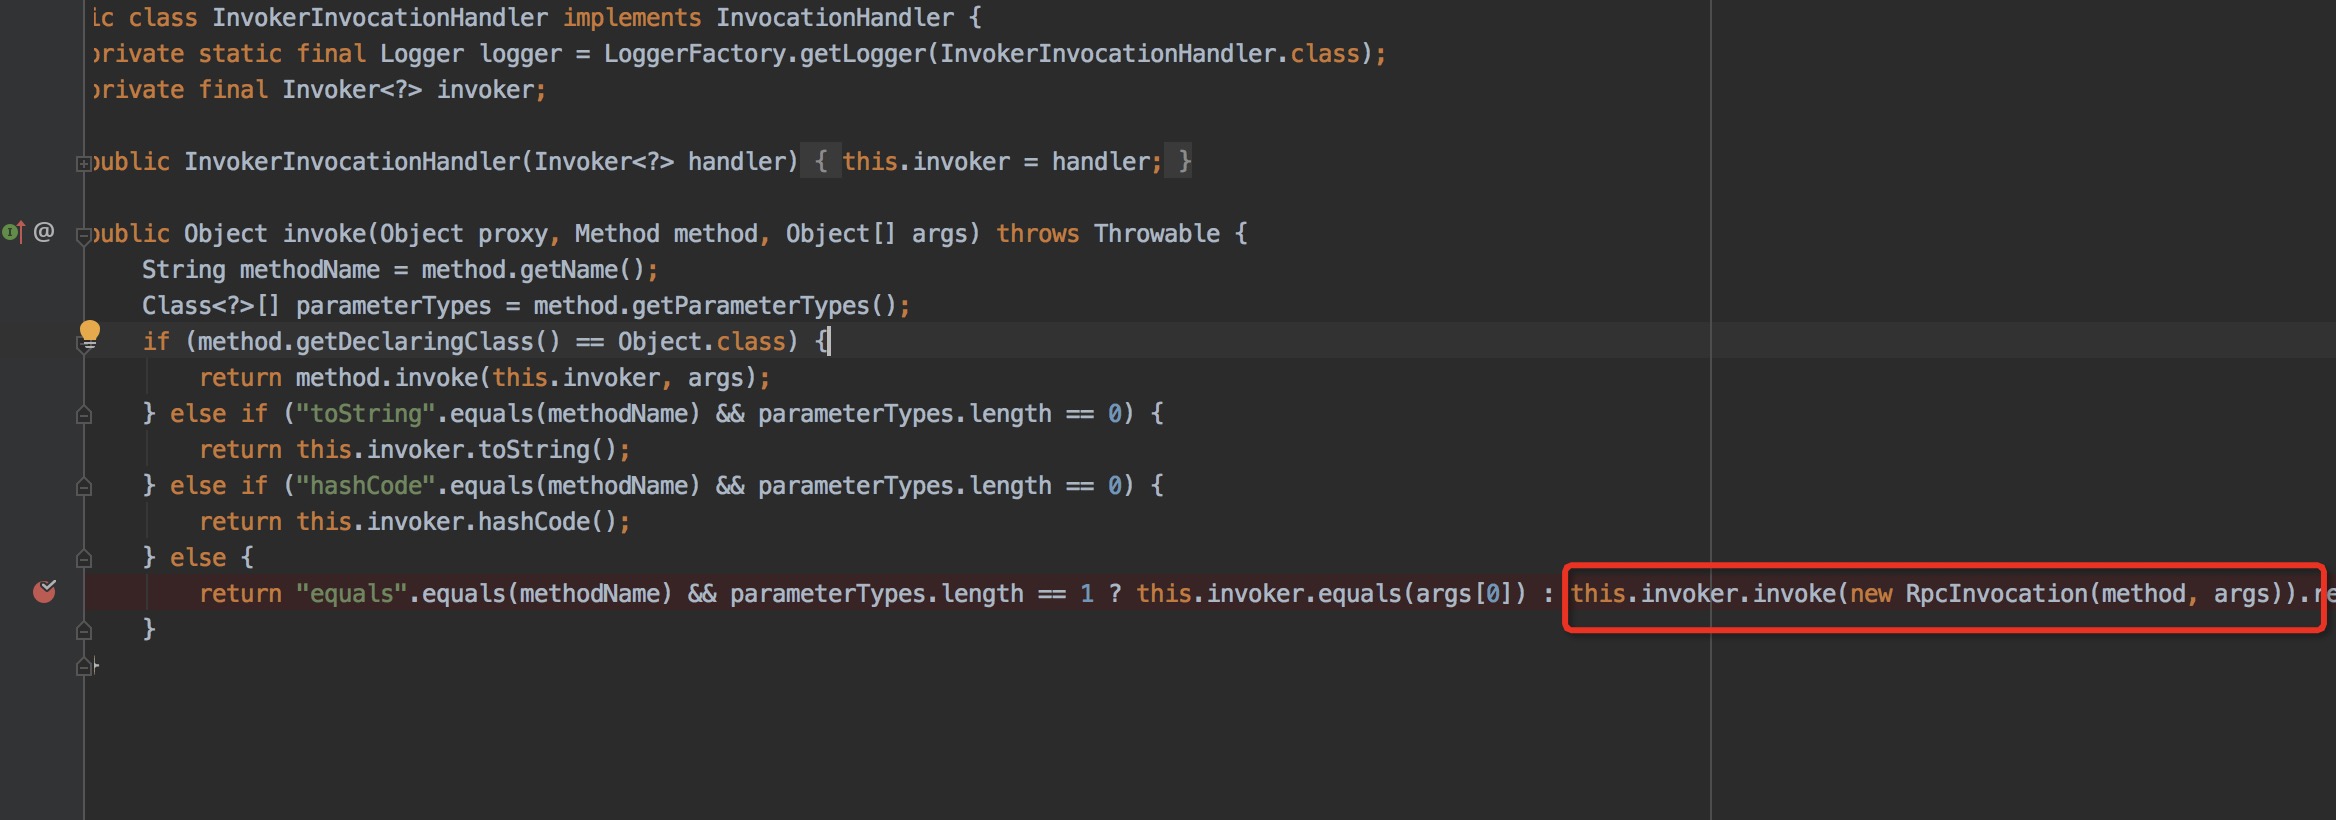 ic class InvokerInvocationHandler implements InvocationHandler {
private static final Logger logger = LoggerFactory.getLogger(InvokerInvocationHandler.class);
private final Invoker<?> invoker;
public InvokerInvocationHandler(Invoker<?> handler) { this.invoker = handler; }
@ public Object invoke(Object proxy, Method method, Object[] args) throws Throwable {
String methodName = method.getName();
Class<?>[] parameterTypes = method.getParameterTypes();
if (method.getDeclaringClass() == Object.class) {
return method.invoke(this.invoker, args);
} else if ("toString".equals(methodName) && parameterTypes.length == 0) {
return this.invoker.toString();
} else if ("hashCode".equals(methodName) && parameterTypes.length == 0) {
return this.invoker.hashCode();
} else {
return "equals".equals(methodName) && parameterTypes.length == 1 ? this.invoker.equals(args[0]) : this.invoker.invoke(new RpcInvocation(method, args)).re
}
}